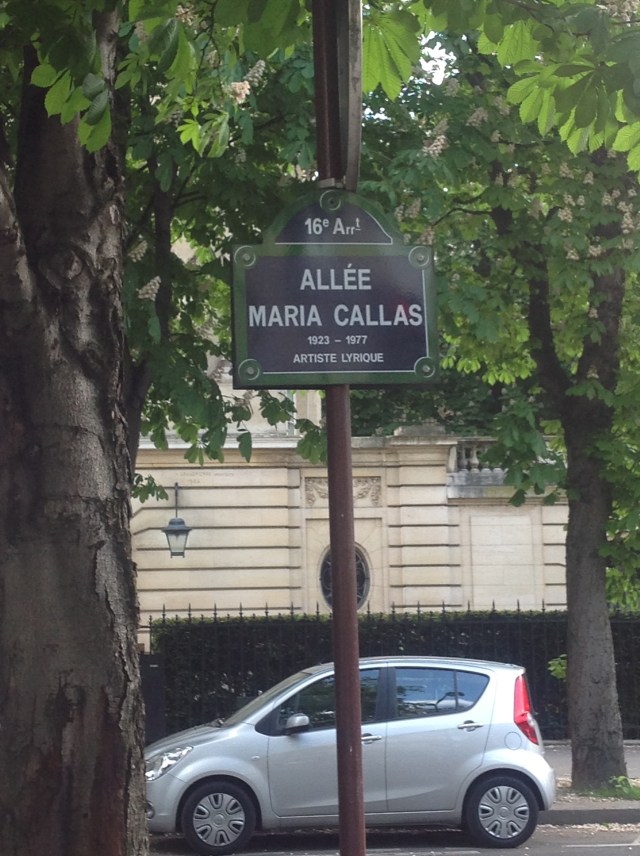 16e Arrt
ALLÉE
MARIA CALLAS
1923 - 1977
ARTISTE LYRIQUE